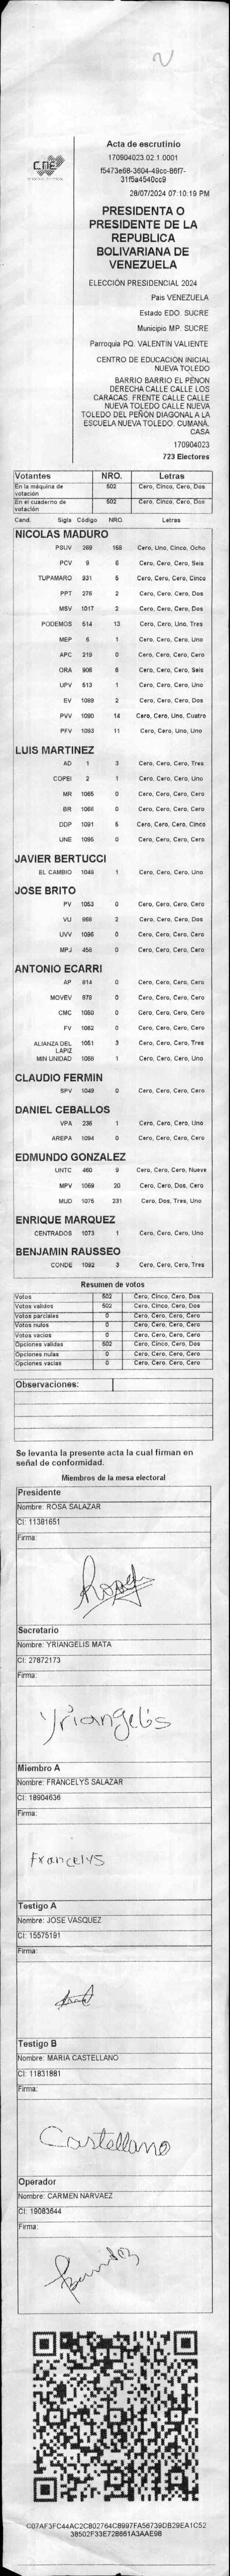 CNE
Acta de escrutinio
170904023.02.1.0001
f5473e68-3604-49cc-86f7-
31f5a4540cc9
28/07/2024 07:10:19 PM
PRESIDENTA O
PRESIDENTE DE LA
REPUBLICA
BOLIVARIANA DE
VENEZUELA
ELECCIÓN PRESIDENCIAL 2024
Pais VENEZUELA
Estado EDO. SUCRE
Municipio MP. SUCRE
Parroquia PQ. VALENTIN VALIENTE
CENTRO DE EDUCACION INICIAL
NUEVA TOLEDO
BARRIO BARRIO EL PEÑON
DERECHA CALLE CALLE LOS
CARACAS. FRENTE CALLE CALLE
NUEVA TOLEDO CALLE NUEVA
TOLEDO DEL PEÑON DIAGONAL A LA
ESCUELA NUEVA TOLEDO. CUMANÁ.
CASA
170904023
723 Electores
Votantes NRO. Letras
En la máquina de votación 502 Cero, Cinco, Cero, Dos
En el cuaderno de votación 502 Cero, Cinco, Cero, Dos
Cand. Sigla Código NRO. Letras
NICOLAS MADURO
PSUV 269 158 Cero, Uno, Cinco, Ocho
PCV 9 6 Cero, Cero, Cero, Seis
TUPAMARO 931 5 Cero, Cero, Cero, Cinco
PPT 276 2 Cero, Cero, Cero, Dos
MSV 1017 2 Cero, Cero, Cero, Dos
PODEMOS 514 13 Cero, Cero, Uno, Tres
MEP 6 1 Cero, Cero, Cero, Uno
APC 219 0 Cero, Cero, Cero, Cero
ORA 906 6 Cero, Cero, Cero, Seis
UPV 513 1 Cero, Cero, Cero, Uno
EV 1089 2 Cero, Cero, Cero, Dos
PVV 1090 14 Cero, Cero, Uno, Cuatro
PFV 1093 11 Cero, Cero, Uno, Uno
LUIS MARTINEZ
AD 1 3 Cero, Cero, Cero, Tres
COPEI 2 1 Cero, Cero, Cero, Uno
MR 1065 0 Cero, Cero, Cero, Cero
BR 1066 0 Cero, Cero, Cero, Cero
DDP 1091 5 Cero, Cero, Cero, Cinco
UNE 1095 0 Cero, Cero, Cero, Cero
JAVIER BERTUCCI
EL CAMBIO 1048 1 Cero, Cero, Cero, Uno
JOSE BRITO
PV 1053 0 Cero, Cero, Cero, Cero
VU 868 2 Cero, Cero, Cero, Dos
UVV 1096 0 Cero, Cero, Cero, Cero
MPJ 458 0 Cero, Cero, Cero, Cero
ANTONIO ECARRI
AP 814 0 Cero, Cero, Cero, Cero
MOVEV 878 0 Cero, Cero, Cero, Cero
CMC 1050 0 Cero, Cero, Cero, Cero
FV 1062 0 Cero, Cero, Cero, Cero
ALIANZA DEL LAPIZ 1051 3 Cero, Cero, Cero, Tres
MIN UNIDAD 1056 1 Cero, Cero, Cero, Uno
CLAUDIO FERMIN
SPV 1049 0 Cero, Cero, Cero, Cero
DANIEL CEBALLOS
VPA 236 1 Cero, Cero, Cero, Uno
AREPA 1094 0 Cero, Cero, Cero, Cero
EDMUNDO GONZALEZ
UNTC 460 9 Cero, Cero, Cero, Nueve
MPV 1069 20 Cero, Cero, Dos, Cero
MUD 1075 231 Cero, Dos, Tres, Uno
ENRIQUE MARQUEZ
CENTRADOS 1073 1 Cero, Cero, Cero, Uno
BENJAMIN RAUSSEO
CONDE 1092 3 Cero, Cero, Cero, Tres
Resumen de votos
Votos 502 Cero, Cinco, Cero, Dos
Votos validos 502 Cero, Cinco, Cero, Dos
Votos parciales 0 Cero, Cero, Cero, Cero
Votos nulos 0 Cero, Cero, Cero, Cero
Votos vacios 0 Cero, Cero, Cero, Cero
Opciones validas 502 Cero, Cinco, Cero, Dos
Opciones nulas 0 Cero, Cero, Cero, Cero
Opciones vacias 0 Cero, Cero, Cero, Cero
Observaciones:
Se levanta la presente acta la cual firman en
señal de conformidad.
Miembros de la mesa electoral
Presidente
Nombre: ROSA SALAZAR
CI: 11381651
Firma:
Secretario
Nombre: YRIANGELIS MATA
CI: 27872173
Firma:
Yriangelis
Miembro A
Nombre: FRANCELYS SALAZAR
CI: 18904636
Firma:
Francelys
Testigo A
Nombre: JOSE VASQUEZ
CI: 15575191
Firma:
Testigo B
Nombre: MARIA CASTELLANO
CI: 11831881
Firma:
Castellano
Operador
Nombre: CARMEN NARVAEZ
CI: 19083644
Firma:
C07AF3FC44AC2C802764C8997FA56739DB29EA1C52
38502F33E728661A3AAE98